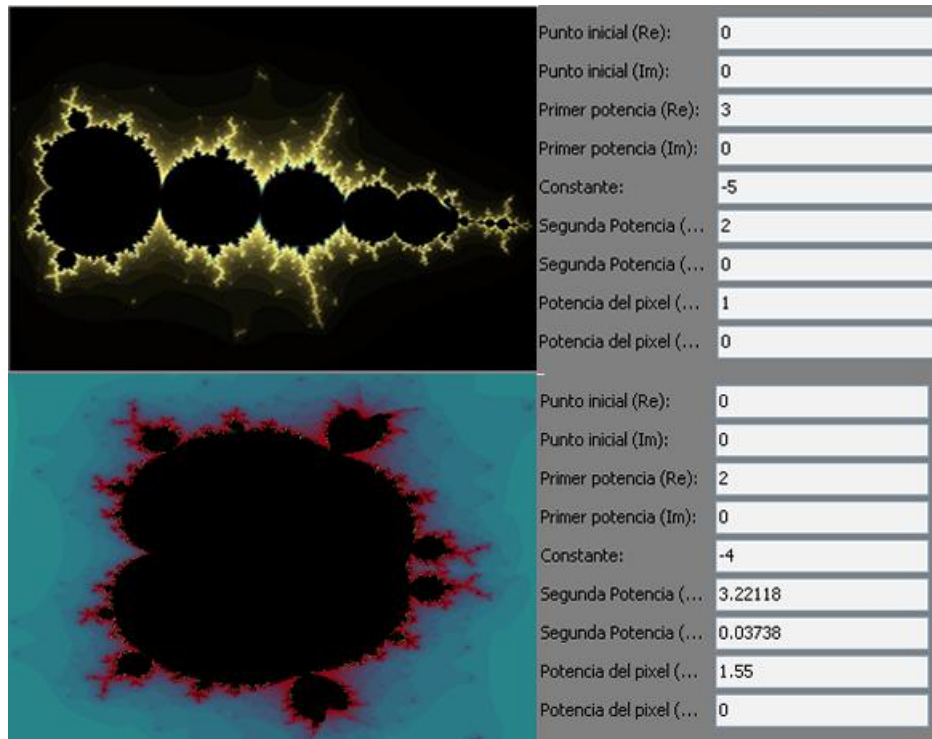 Punto inicial (Re): 0
Punto inicial (Im): 0
Primer potencia (Re): 3
Primer potencia (Im): 0
Constante: -5
Segunda Potencia (... 2
Segunda Potencia (... 0
Potencia del pixel (... 1
Potencia del pixel (... 0
Punto inicial (Re): 0
Punto inicial (Im): 0
Primer potencia (Re): 2
Primer potencia (Im): 0
Constante: -4
Segunda Potencia (... 3.22118
Segunda Potencia (... 0.03738
Potencia del pixel (... 1.55
Potencia del pixel (... 0